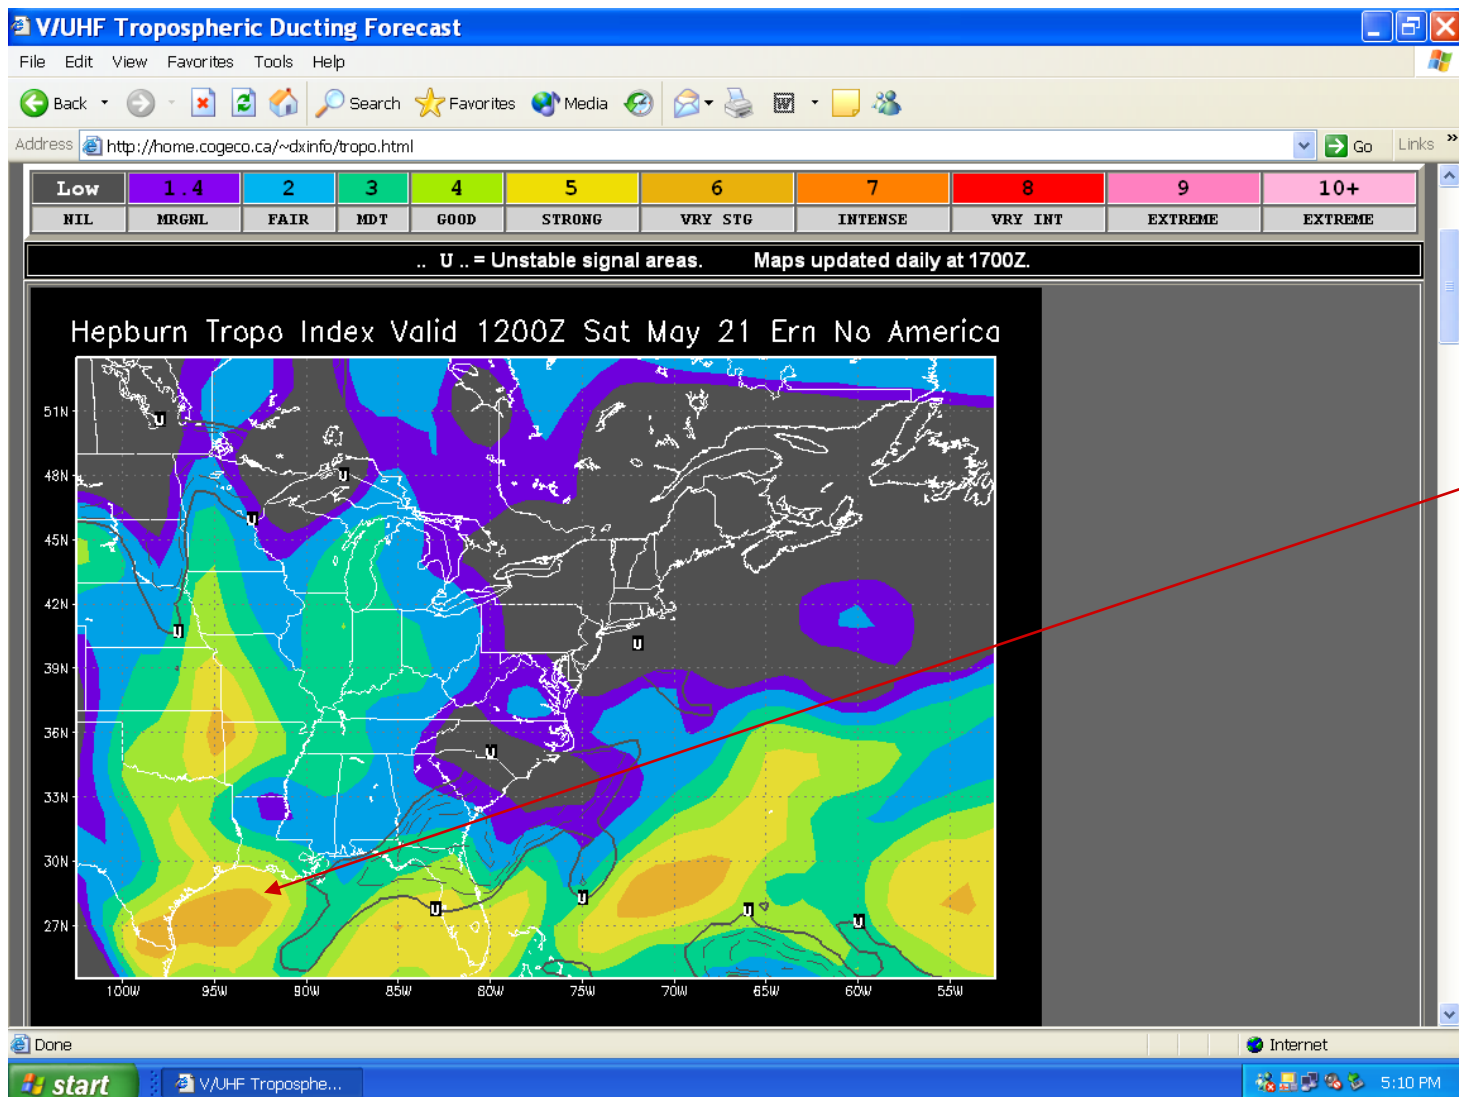 V/UHF Tropospheric Ducting Forecast
File Edit View Favorites Tools Help
Back Search Favorites Media
Address http://home.cogeco.ca/~dxinfo/tropo.html Go Links »
Low 1.4 2 3 4 5 6 7 8 9 10+
NIL MRGNL FAIR MDT GOOD STRONG VRY STG INTENSE VRY INT EXTREME EXTREME
.. U .. = Unstable signal areas. Maps updated daily at 1700Z.
Hepburn Tropo Index Valid 1200Z Sat May 21 Ern No America
51N
U
48N
U
U
45N
42N
U
U
39N
36N
U
33N
30N
U
U
U
U
27N
100W 95W 90W 85W 80W 75W 70W 65W 60W 55W
Done Internet
start V/UHF Troposphe... 5:10 PM